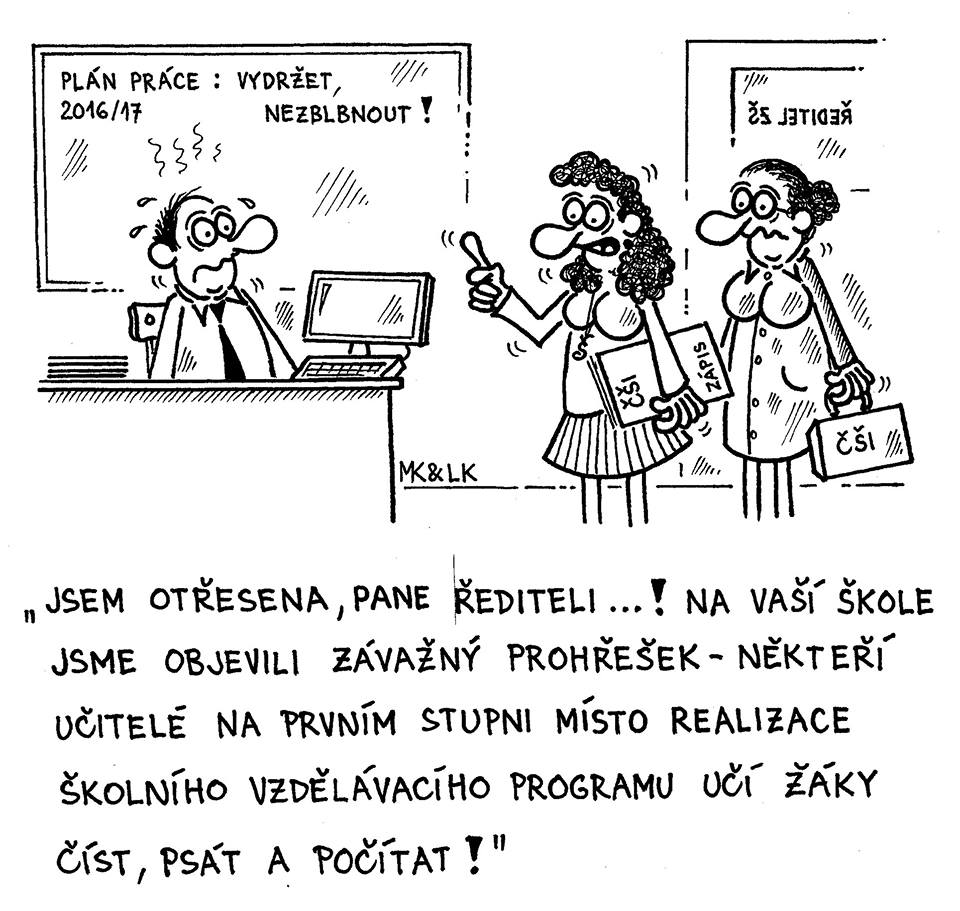 PLÁN PRÁCE : VYDRŽET,
2016/17 NEZBLBNOUT !
ŘEDITEL ZŠ
ČŠI
ZÁPIS
ČŠI
MK&LK
„JSEM OTŘESENA, PANE ŘEDITELI...! NA VAŠÍ ŠKOLE
JSME OBJEVILI ZÁVAŽNÝ PROHŘEŠEK - NĚKTEŘÍ
UČITELÉ NA PRVNÍM STUPNI MÍSTO REALIZACE
ŠKOLNÍHO VZDĚLÁVACÍHO PROGRAMU UČÍ ŽÁKY
ČÍST, PSÁT A POČÍTAT !"